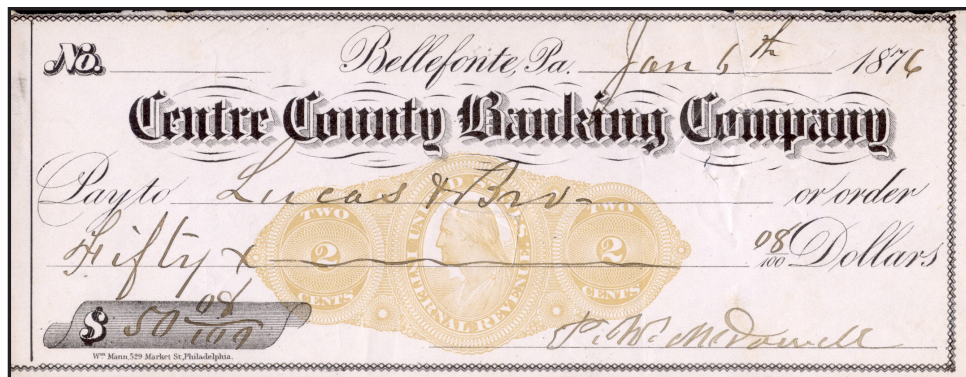 No. Bellefonte, Pa. Jan 6th 1876
Centre County Banking Company
Pay to Lucas & Bro- or order
Fifty & 08/100 Dollars
UNITED STATES INTERNAL REVENUE
TWO 2 CENTS TWO 2 CENTS
$ 50 08/100 P. W. McDowell
Wm Mann, 529 Market St, Philadelphia.